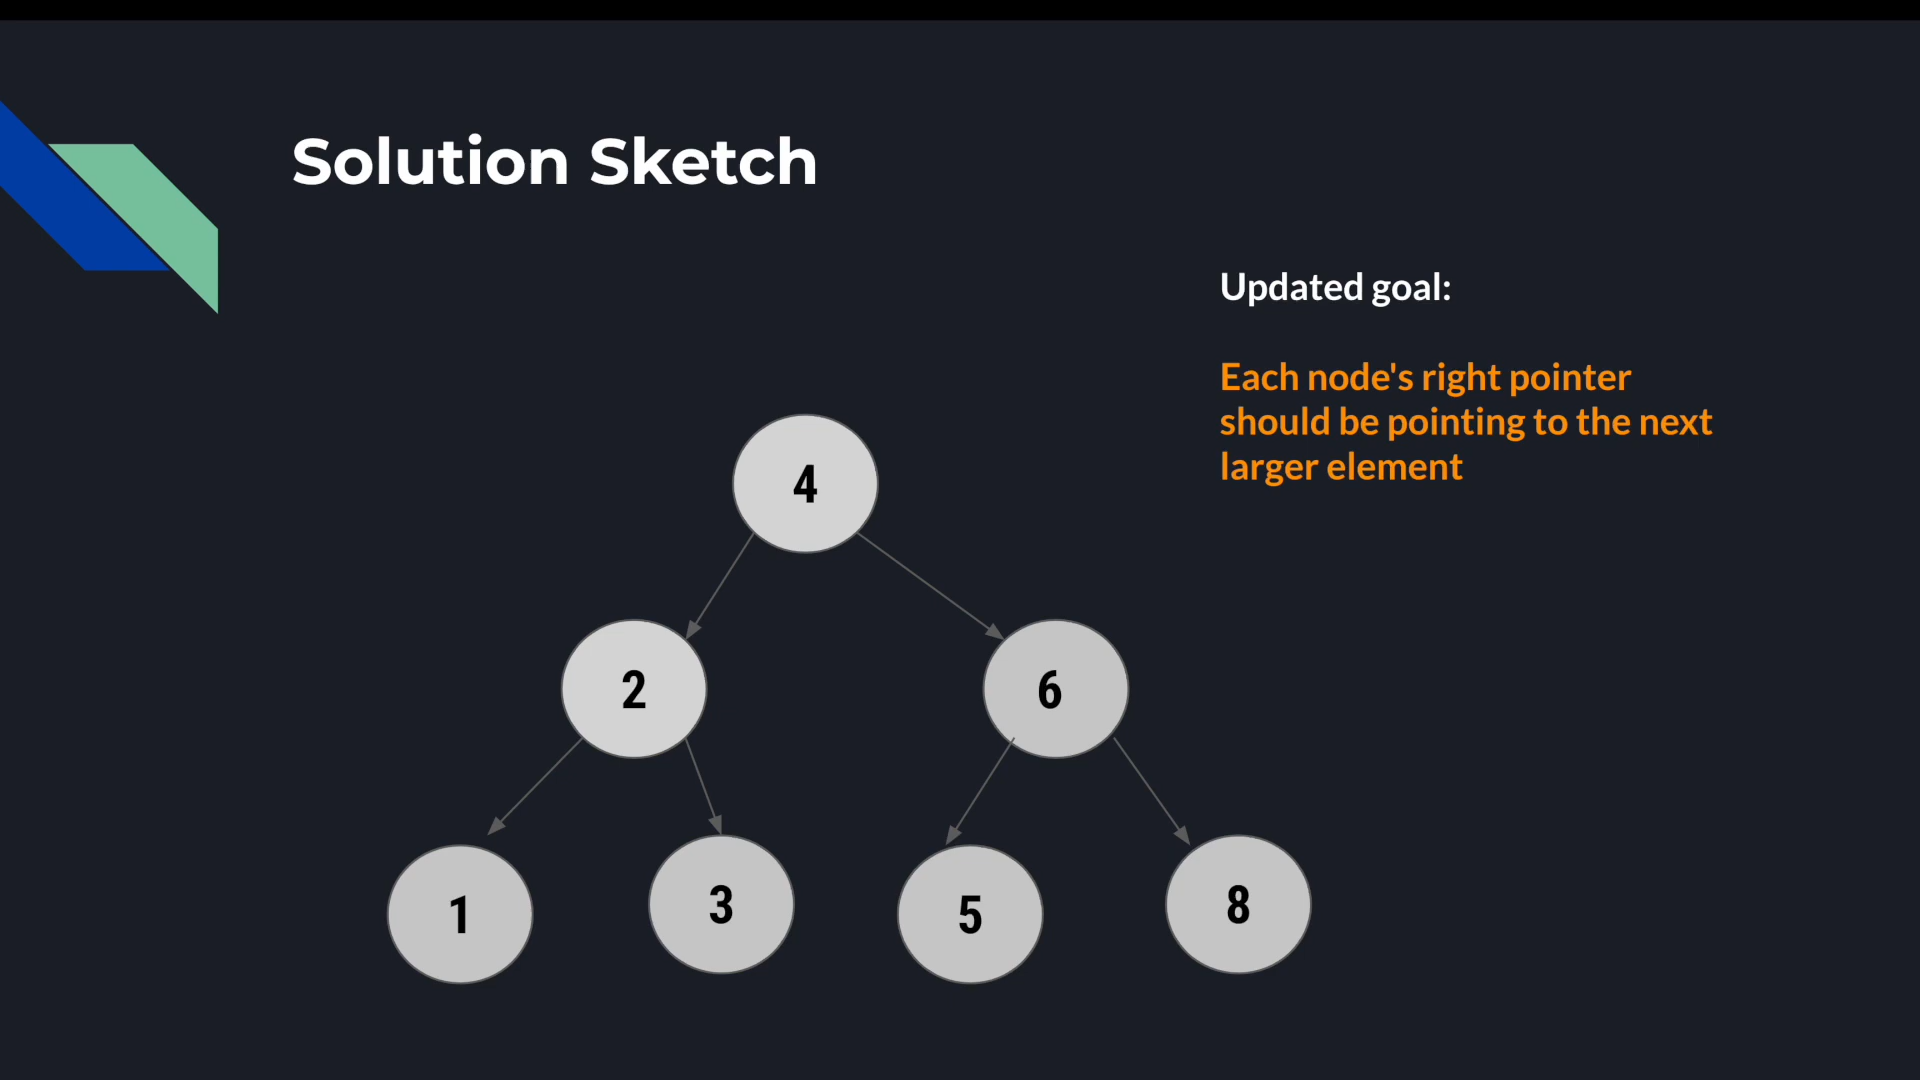 Solution Sketch
Updated goal:
Each node's right pointer
should be pointing to the next
larger element
4
2
6
1
3
5
8